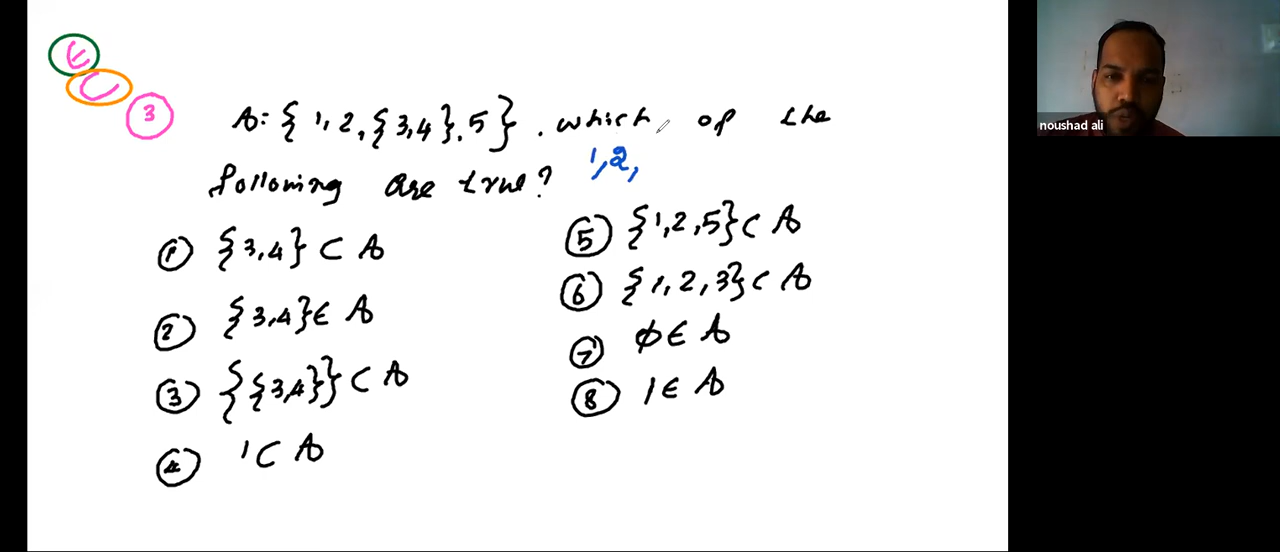 E
C
3
A: { 1, 2, {3,4}, 5 } . which of the
following are true? 1, 2,
① {3,4} ⊂ A
② {3,4} ∈ A
③ {{3,4}} ⊂ A
④ 1 ⊂ A
⑤ {1,2,5} ⊂ A
⑥ {1,2,3} ⊂ A
⑦ ϕ ∈ A
⑧ 1 ∈ A
noushad ali